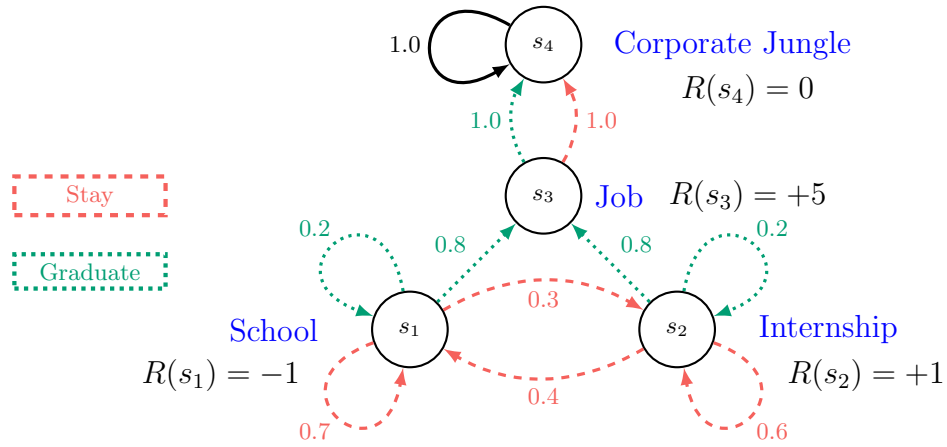 1.0
s₄
Corporate Jungle
R(s₄) = 0
1.0
1.0
Stay
s₃
Job
R(s₃) = +5
0.2
0.8
0.8
0.2
Graduate
0.3
School
s₁
s₂
Internship
R(s₁) = −1
R(s₂) = +1
0.4
0.7
0.6